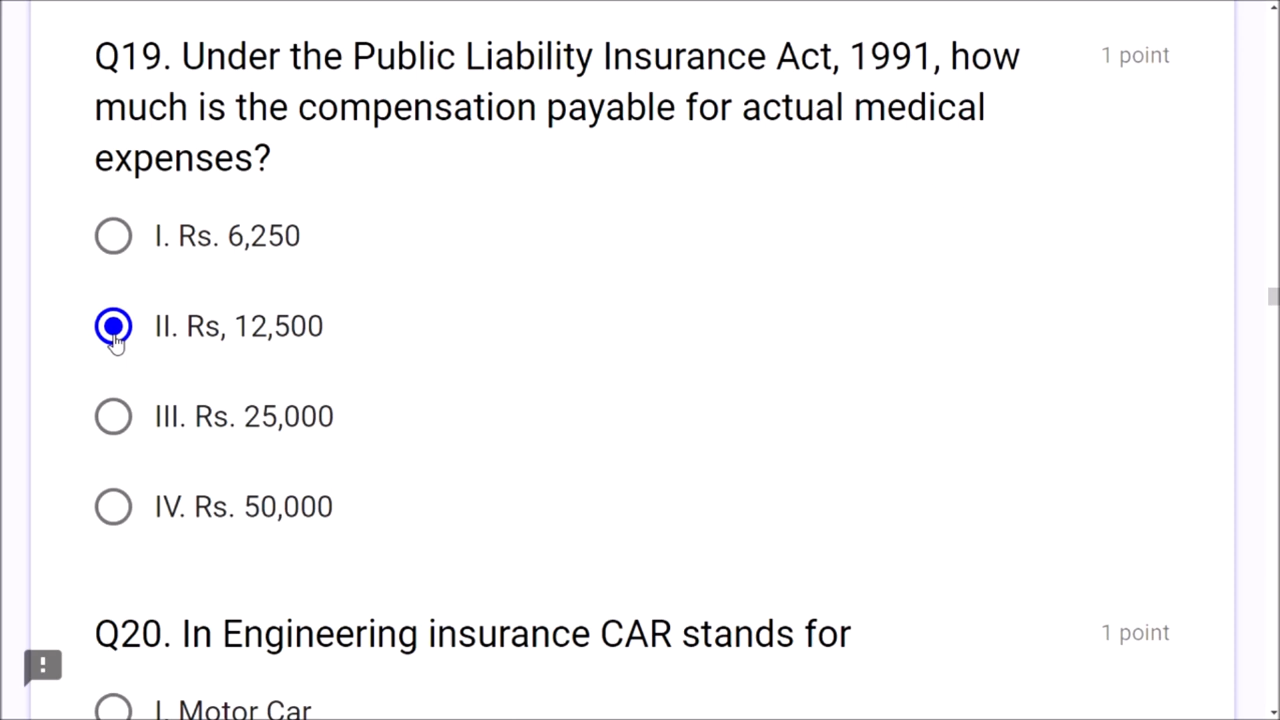 Q19. Under the Public Liability Insurance Act, 1991, how
1 point
much is the compensation payable for actual medical
expenses?
I. Rs. 6,250
II. Rs, 12,500
III. Rs. 25,000
IV. Rs. 50,000
Q20. In Engineering insurance CAR stands for
1 point
I. Motor Car